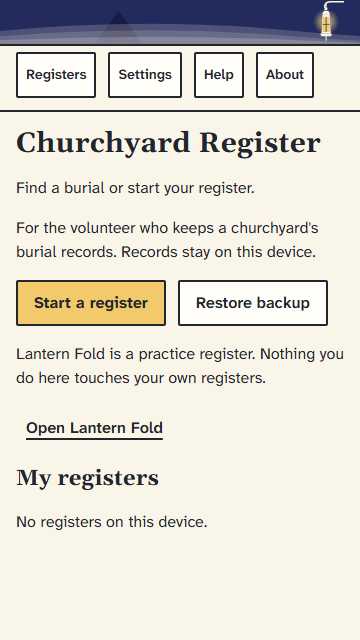 Registers
Settings
Help
About
Churchyard Register
Find a burial or start your register.
For the volunteer who keeps a churchyard's
burial records. Records stay on this device.
Start a register
Restore backup
Lantern Fold is a practice register. Nothing you
do here touches your own registers.
Open Lantern Fold
My registers
No registers on this device.